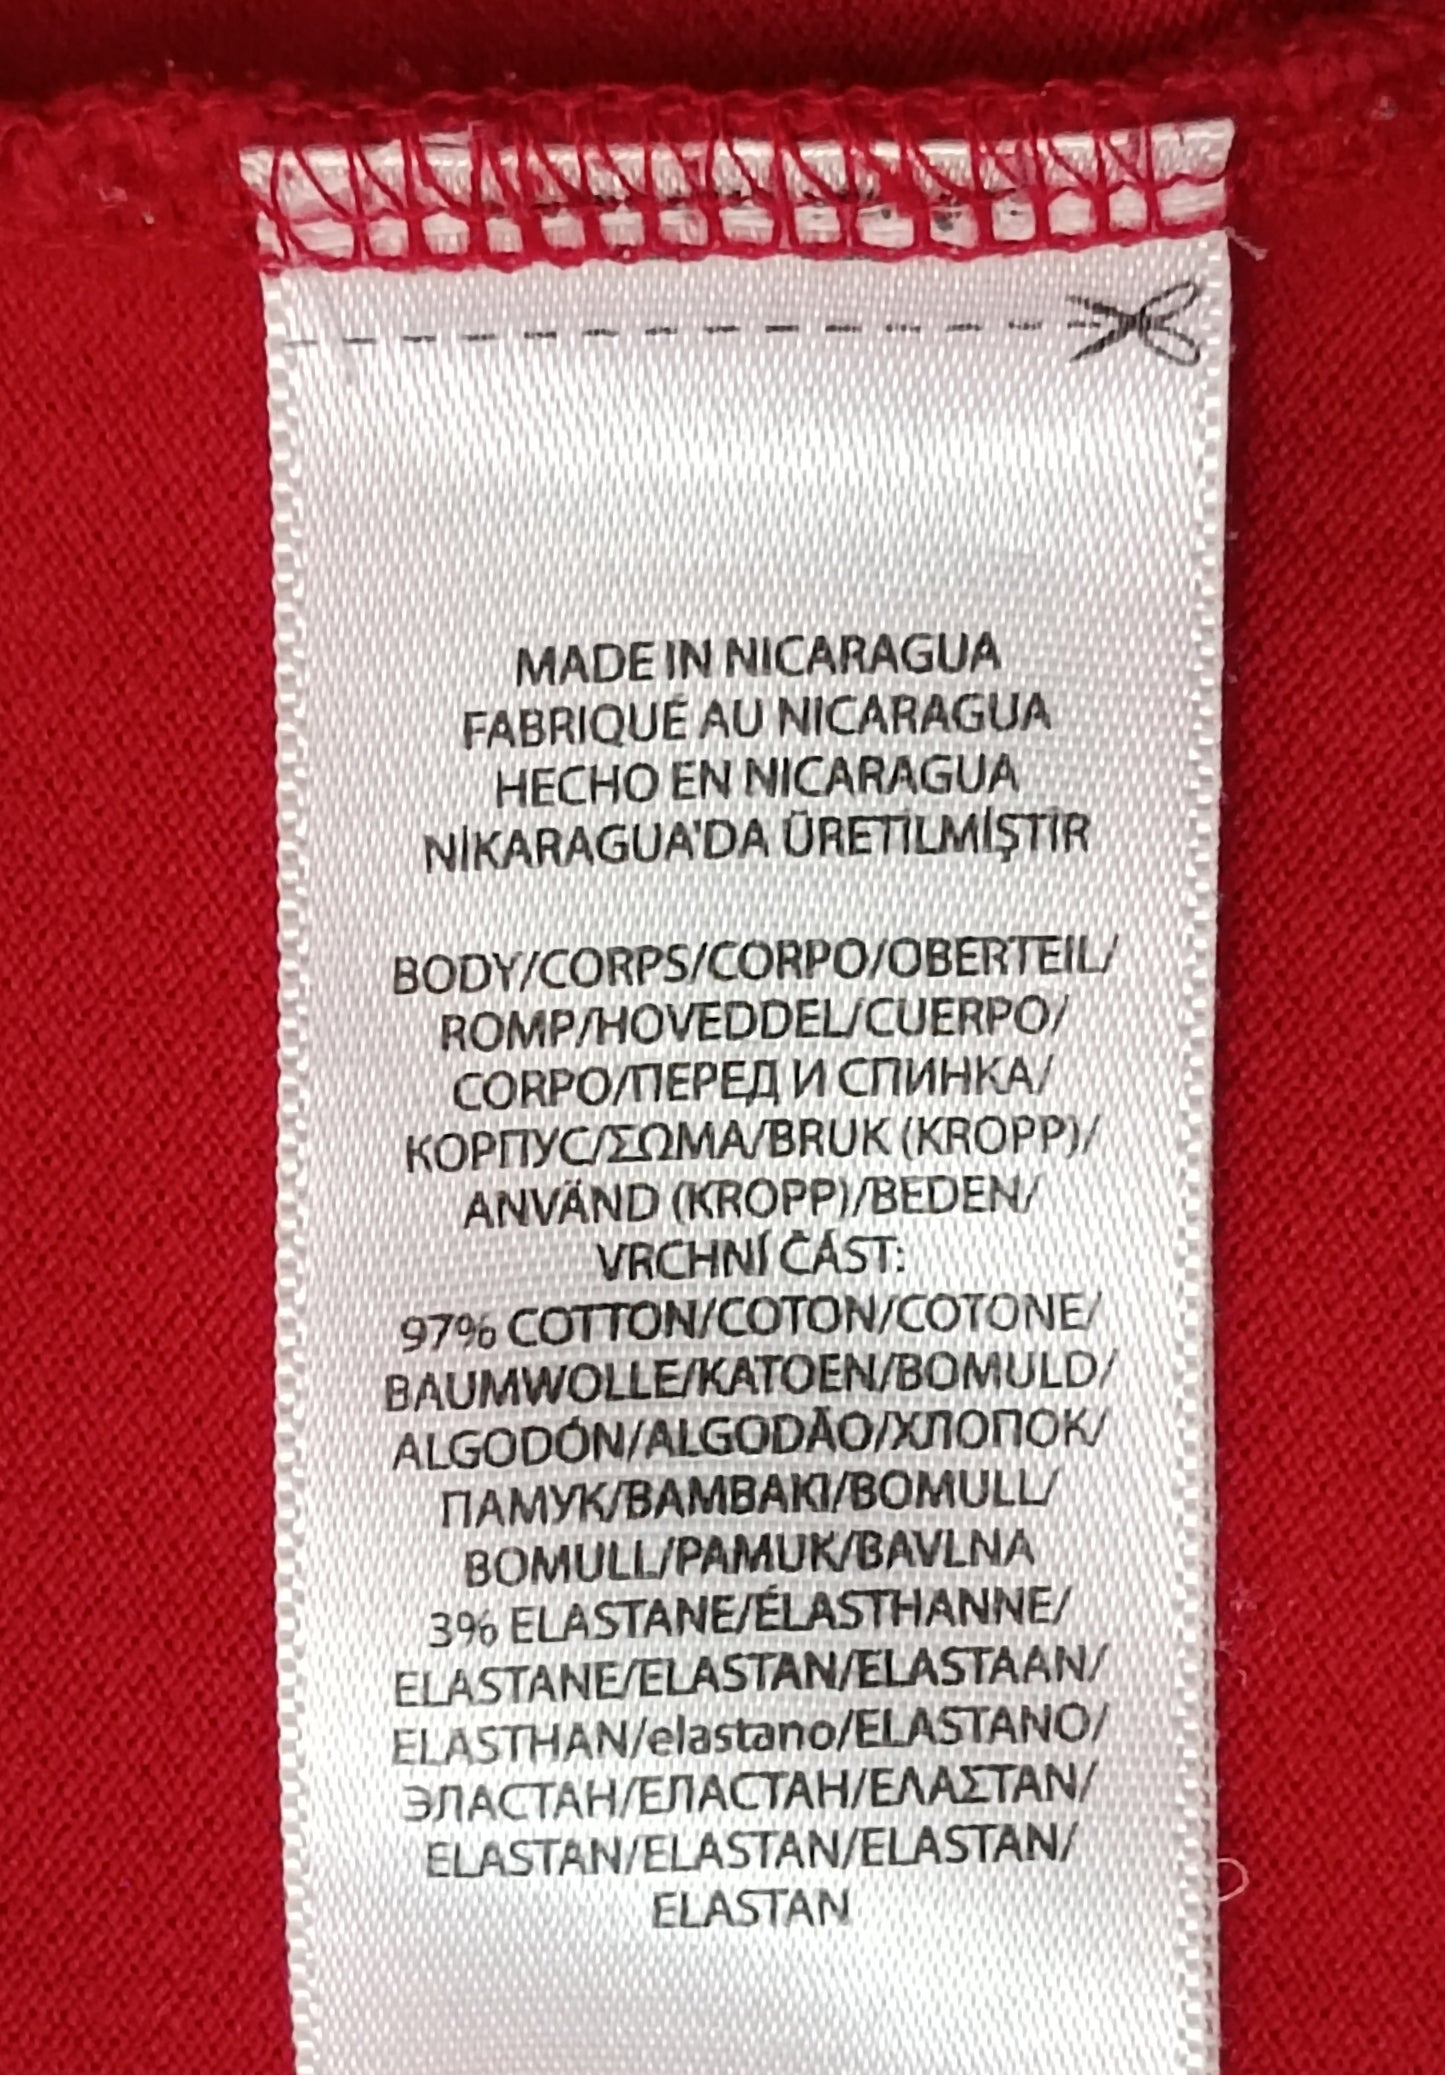 MADE IN NICARAGUA
FABRIQUÉ AU NICARAGUA
HECHO EN NICARAGUA
NİKARAGUA'DA ÜRETİLMİŞTİR
BODY/CORPS/CORPO/OBERTEIL/
ROMP/HOVEDDEL/CUERPO/
CORPO/ПЕРЕД И СПИНКА/
КОРПУС/ΣΩΜΑ/BRUK (KROPP)/
ANVÄND (KROPP)/BEDEN/
VRCHNÍ ČÁST:
97% COTTON/COTON/COTONE/
BAUMWOLLE/KATOEN/BOMULD/
ALGODÓN/ALGODÃO/ХЛОПОК/
ПАМУК/ΒΑΜΒΑΚΙ/BOMULL/
BOMULL/PAMUK/BAVLNA
3% ELASTANE/ÉLASTHANNE/
ELASTANE/ELASTAN/ELASTAAN/
ELASTHAN/elastano/ELASTANO/
ЭЛАСТАН/ЕЛАСТАН/ΕΛΑΣΤΑΝ/
ELASTAN/ELASTAN/ELASTAN/
ELASTAN